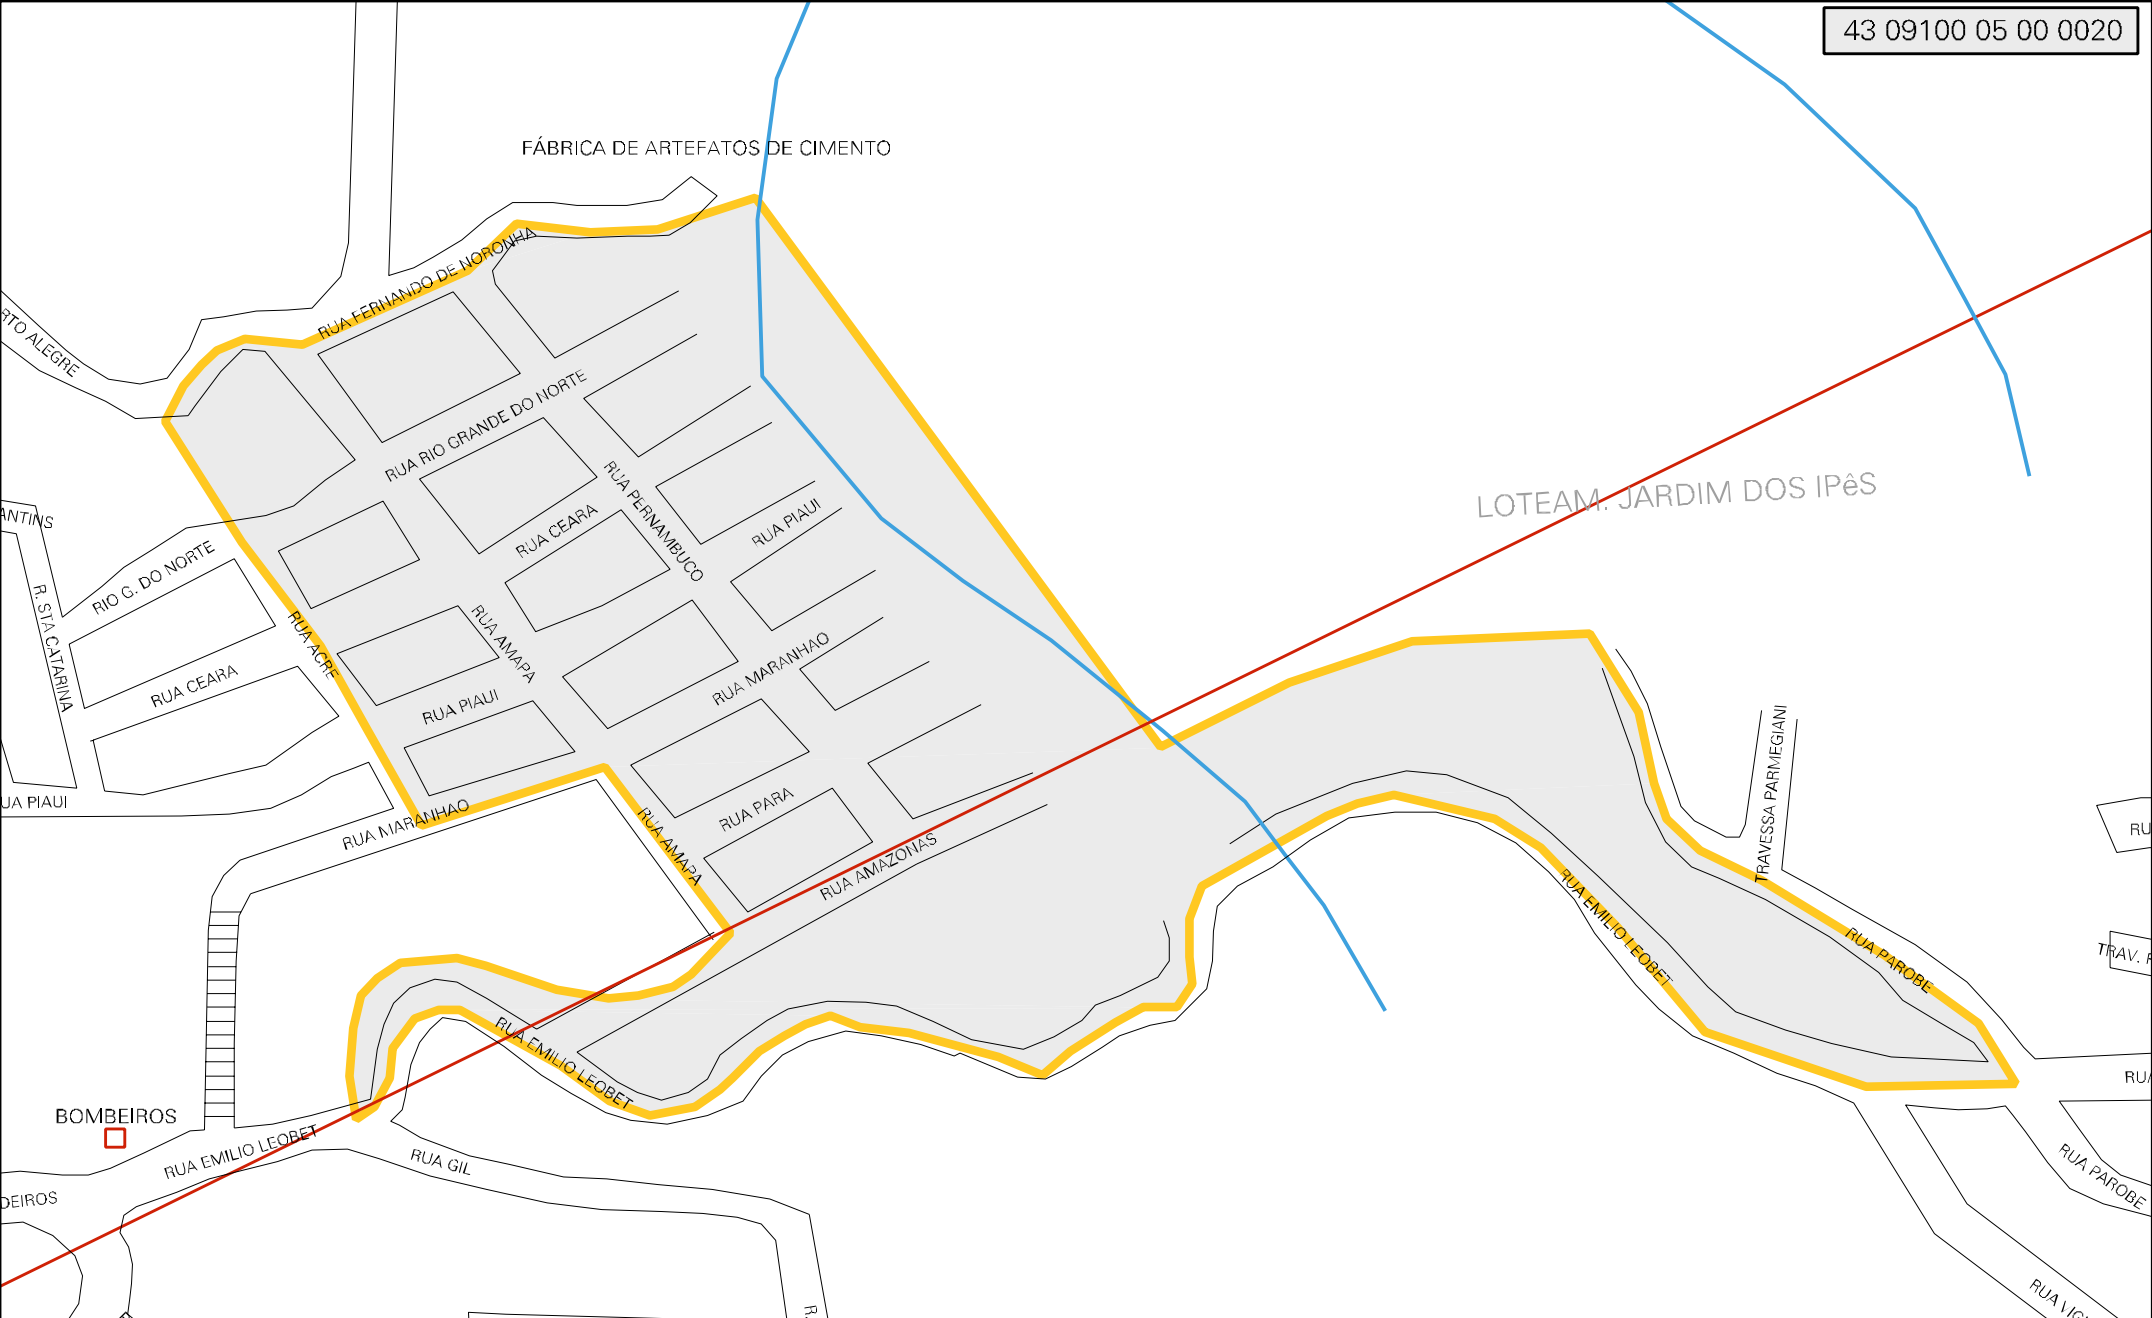 43 09100 05 00 0020
FÁBRICA DE ARTEFATOS DE CIMENTO
RUA FERNANDO DE NORONHA
RTO ALEGRE
RUA RIO GRANDE DO NORTE
LOTEAM. JARDIM DOS IPêS
ANTINS
RUA PERNAMBUCO
RUA CEARA
RUA PIAUI
RIO G. DO NORTE
R. STA CATARINA
RUA ACRE
RUA AMAPA
RUA MARANHAO
RUA CEARA
RUA PIAUI
TRAVESSA PARMEGIANI
UA PIAUI
RUA MARANHAO
RUA PARA
RUA AMAPA
RU
RUA AMAZONAS
RUA EMILIO LEOBET
RUA PAROBE
TRAV.
RUA EMILIO LEOBET
RUA
BOMBEIROS
RUA EMILIO LEOBET
RUA GIL
RUA PAROBE
DEIROS
RUA VIG
R.